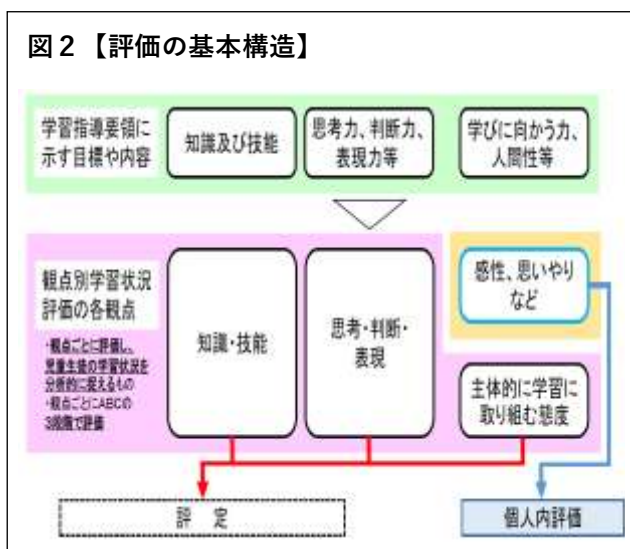 図２【評価の基本構造】
学習指導要領に
示す目標や内容
知識及び技能
思考力、判断力、
表現力等
学びに向かう力、
人間性等
観点別学習状況
評価の各観点
・観点ごとに評価し、
児童生徒の学習状況を
分析的に捉えるもの
・観点ごとにABCの
3段階で評価
知識・技能
思考・判断・
表現
感性、思いやり
など
主体的に学習に
取り組む態度
評 定
個人内評価